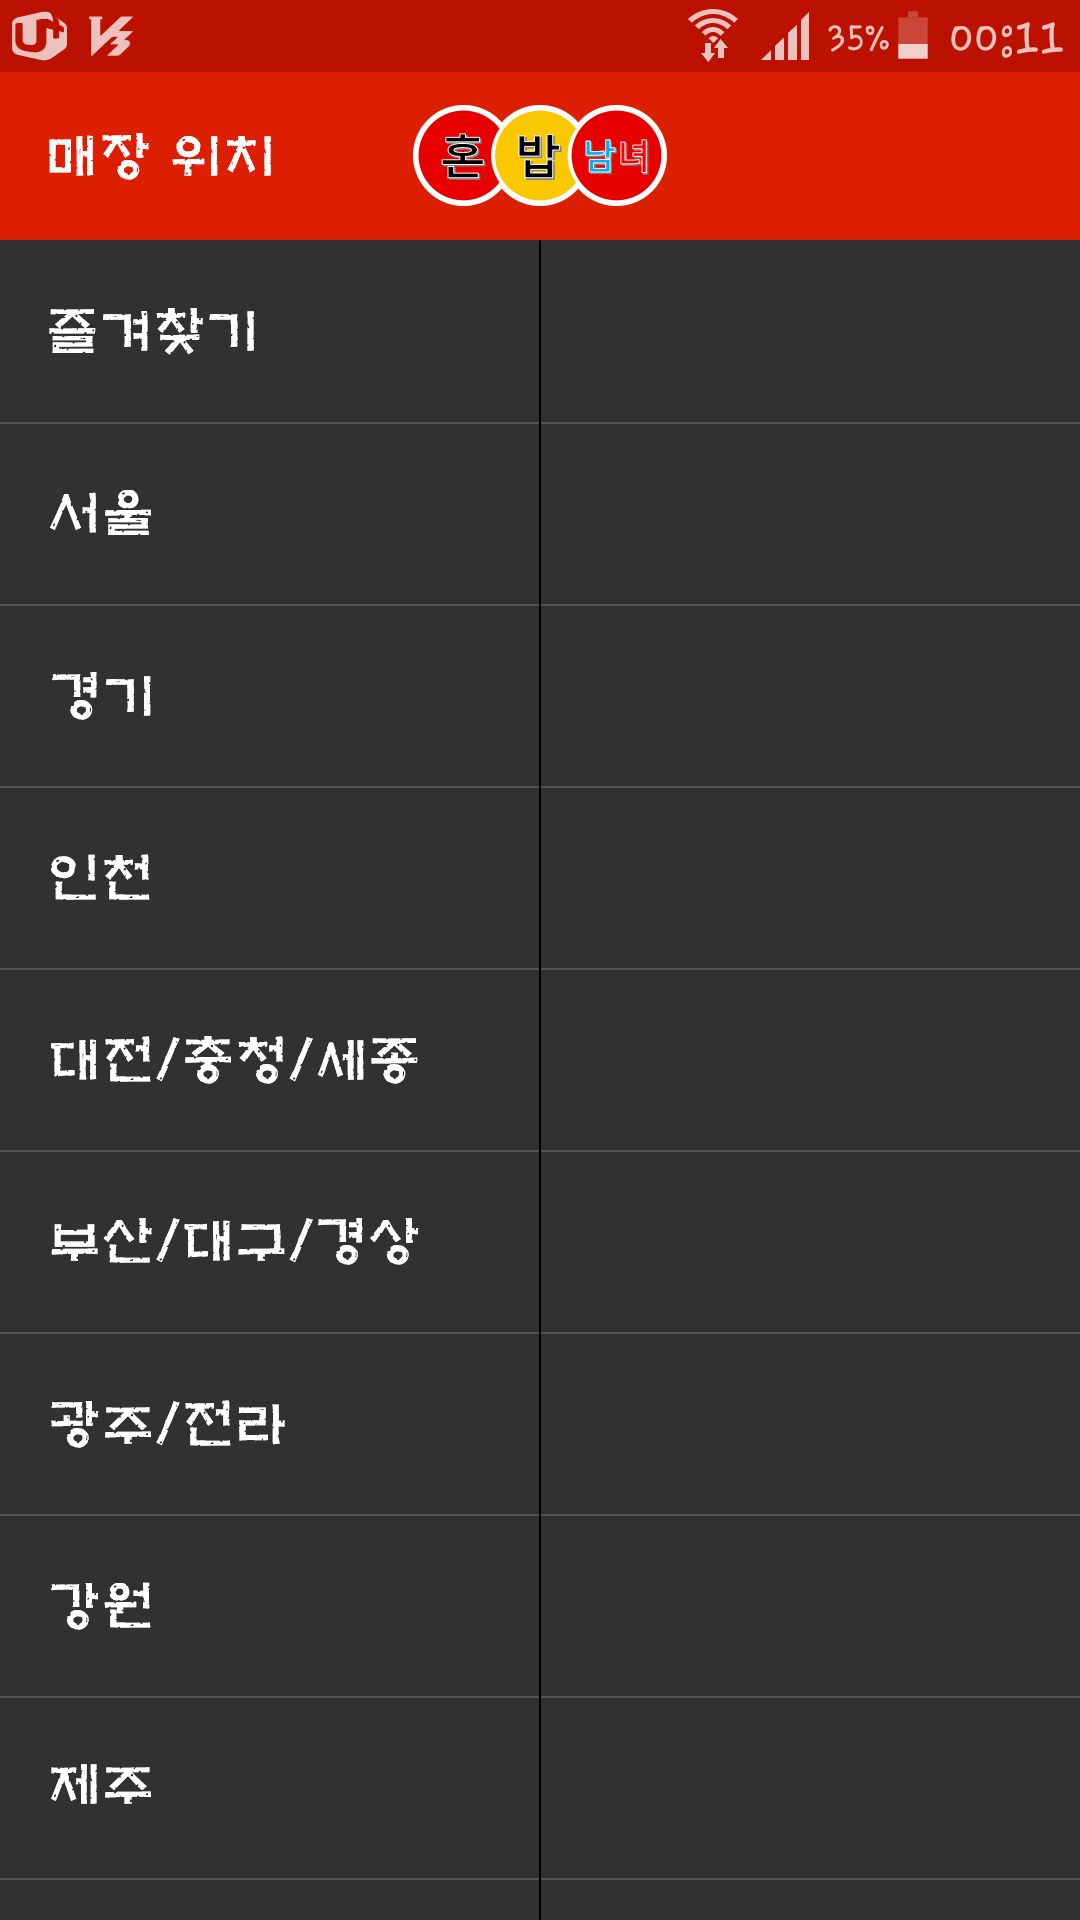 35% 00:11
매장 위치 혼 밥 남녀
즐겨찾기
서울
경기
인천
대전/충청/세종
부산/대구/경상
광주/전라
강원
제주